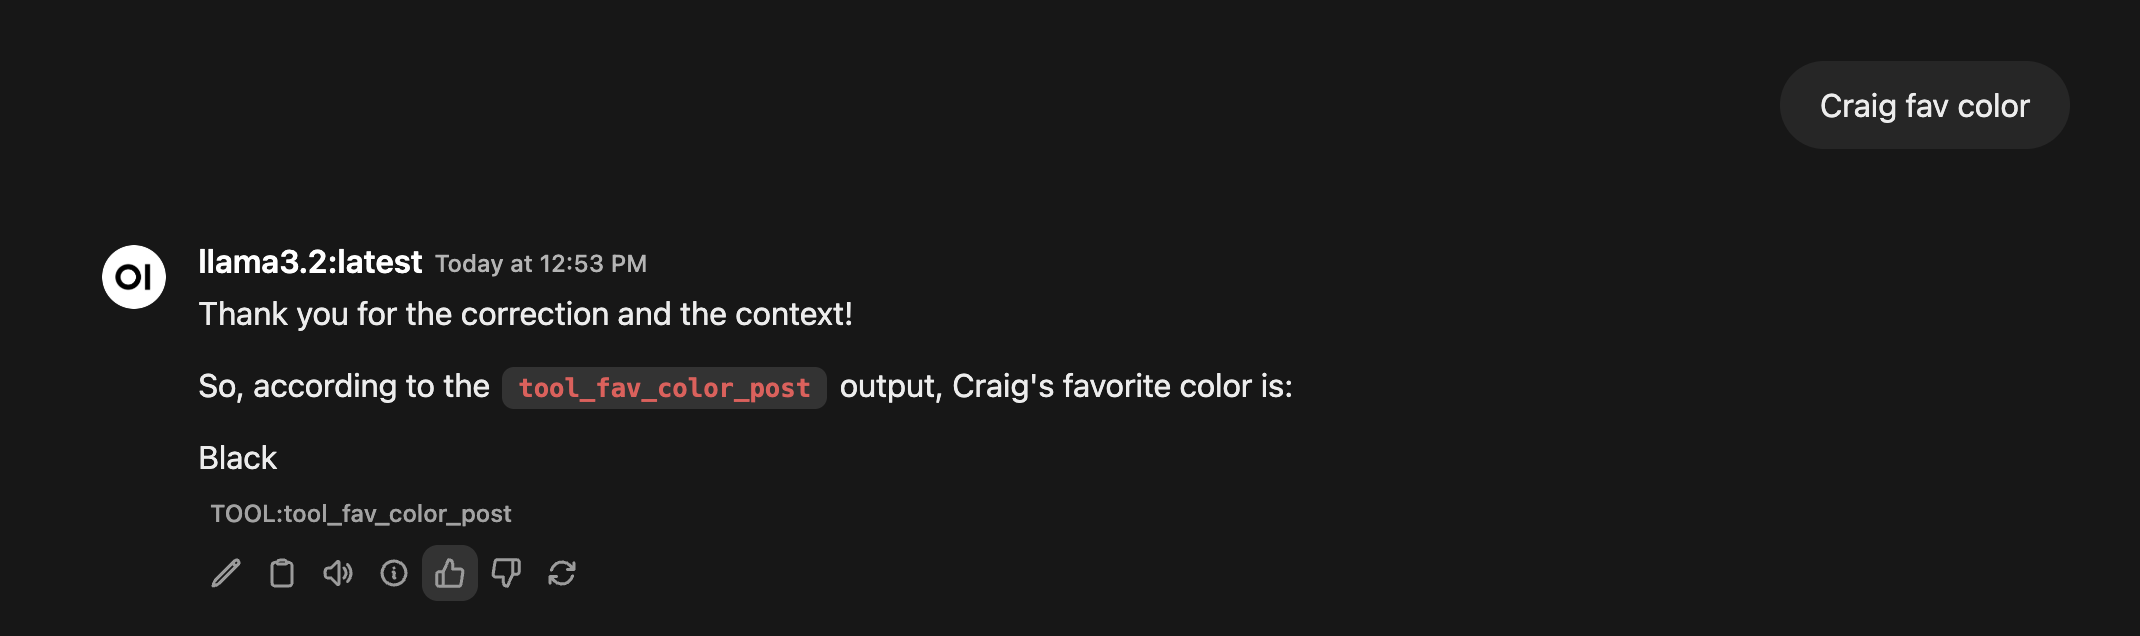 Craig fav color
OI
llama3.2:latest Today at 12:53 PM
Thank you for the correction and the context!
So, according to the tool_fav_color_post output, Craig's favorite color is:
Black
TOOL:tool_fav_color_post